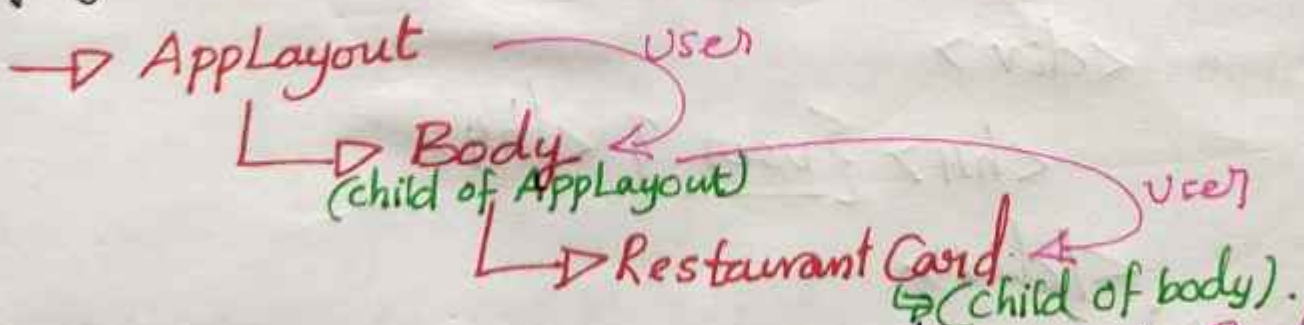 → AppLayout user
Body
(child of AppLayout) user
Restaurant Card
↳ (child of body).